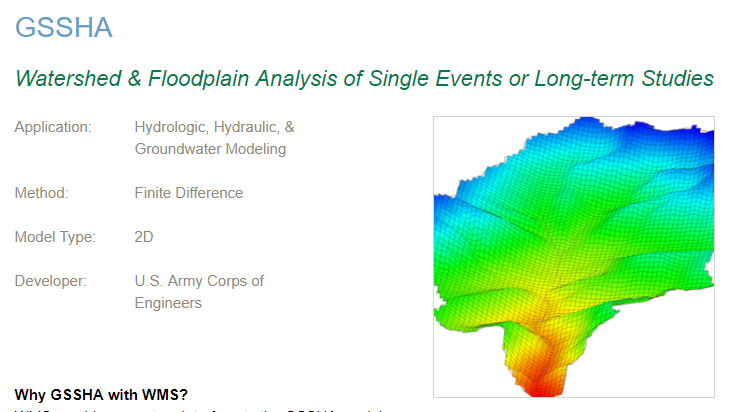 GSSHA
Watershed & Floodplain Analysis of Single Events or Long-term Studies
Application: Hydrologic, Hydraulic, &
Groundwater Modeling
Method: Finite Difference
Model Type: 2D
Developer: U.S. Army Corps of
Engineers
Why GSSHA with WMS?